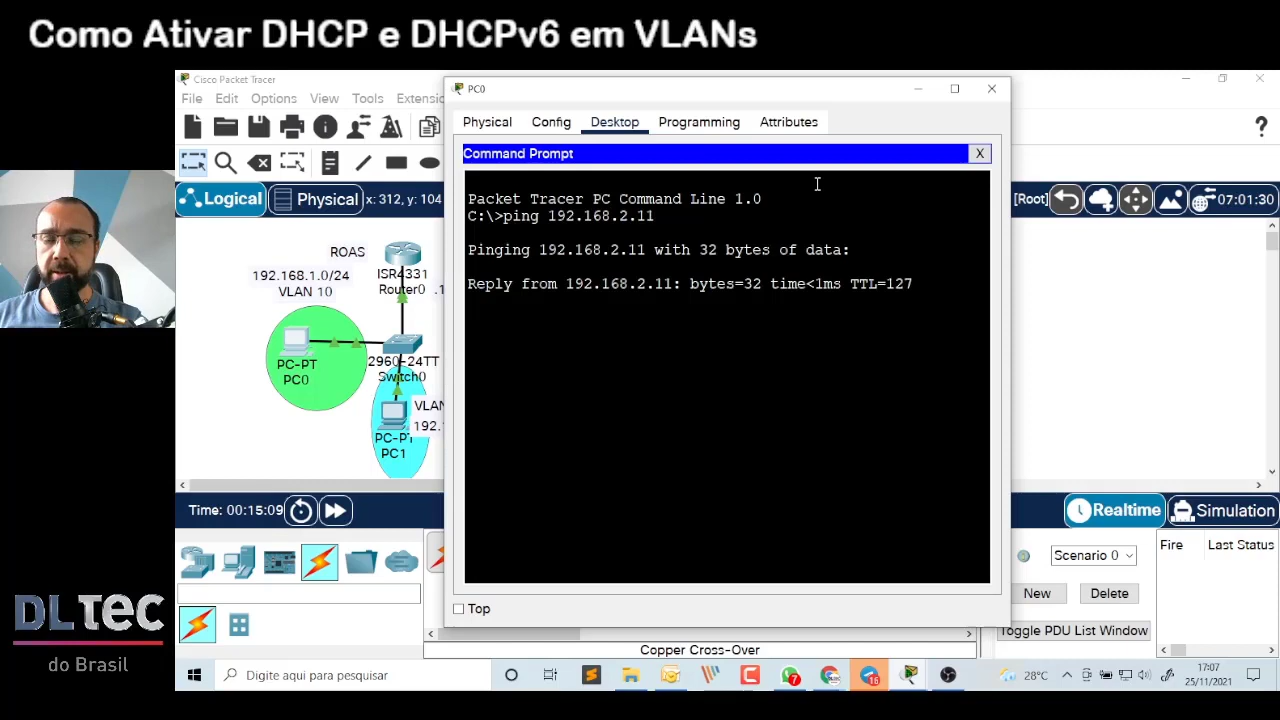 Como Ativar DHCP e DHCPv6 em VLANs
Cisco Packet Tracer
File Edit Options View Tools Extensic
Logical Physical x: 312, y: 104
[Root] 07:01:30
ROAS
192.168.1.0/24
VLAN 10
ISR4331
Router0
.1
PC-PT
PC0
2960-24TT
Switch0
VLAN
192.
PC-PT
PC1
PC0
Physical Config Desktop Programming Attributes
Command Prompt X
Packet Tracer PC Command Line 1.0
C:\>ping 192.168.2.11
Pinging 192.168.2.11 with 32 bytes of data:
Reply from 192.168.2.11: bytes=32 time<1ms TTL=127
Top
Time: 00:15:09
Realtime Simulation
Scenario 0
Fire Last Status
New Delete
Toggle PDU List Window
Copper Cross-Over
DLTEC
do Brasil
Digite aqui para pesquisar
7
16
28°C
17:07
25/11/2021